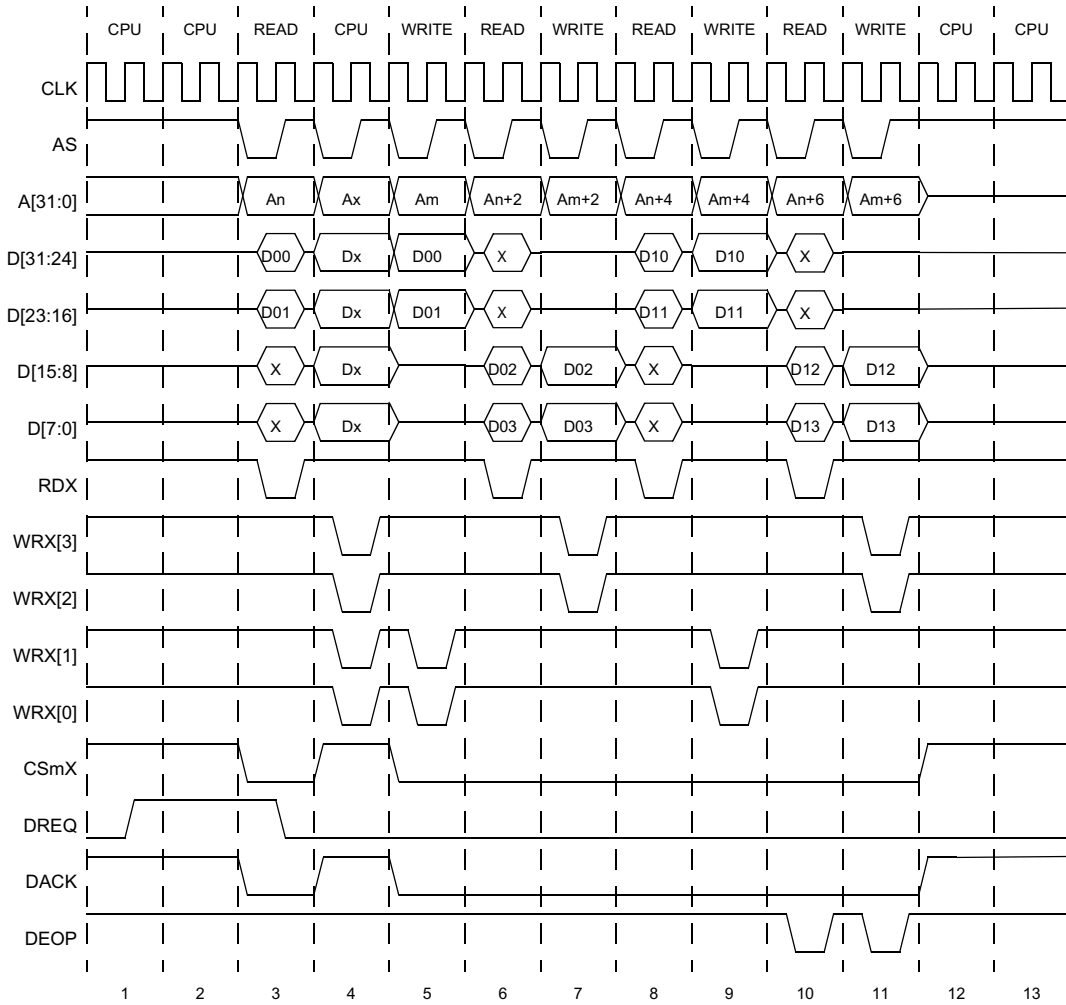 CPU CPU READ CPU WRITE READ WRITE READ WRITE READ WRITE CPU CPU
CLK
AS
A[31:0] An Ax Am An+2 Am+2 An+4 Am+4 An+6 Am+6
D[31:24] D00 Dx D00 X D10 D10 X
D[23:16] D01 Dx D01 X D11 D11 X
D[15:8] X Dx D02 D02 X D12 D12
D[7:0] X Dx D03 D03 X D13 D13
RDX
WRX[3]
WRX[2]
WRX[1]
WRX[0]
CSmX
DREQ
DACK
DEOP
1 2 3 4 5 6 7 8 9 10 11 12 13